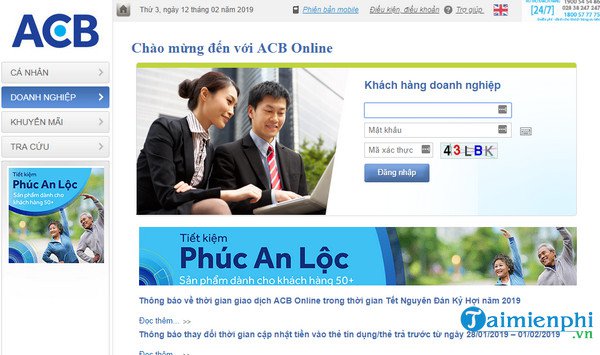 ACB
Thứ 3, ngày 12 tháng 02 năm 2019
Phiên bản mobile
Điều kiện, điều khoản
Trợ giúp
[24/7]
1900 54 54 86
028 38 247 247
1800 57 77 75
Chào mừng đến với ACB Online
CÁ NHÂN
DOANH NGHIỆP
KHUYẾN MÃI
TRA CỨU
Khách hàng doanh nghiệp
Mật khẩu
Mã xác thực
43LBK
Đăng nhập
Tiết kiệm
Phúc An Lộc
Sản phẩm dành cho
khách hàng 50+
Tiết kiệm
Phúc An Lộc
Sản phẩm dành cho khách hàng 50+
Thông báo về thời gian giao dịch ACB Online trong thời gian Tết Nguyên Đán Kỷ Hợi năm 2019
Đọc thêm... >>
Thông báo thay đổi thời gian cập nhật tiền vào thẻ tín dụng/thẻ trả trước từ ngày 28/01/2019 – 01/02/2019
Đọc thêm... >>
Taimienphi
.vn